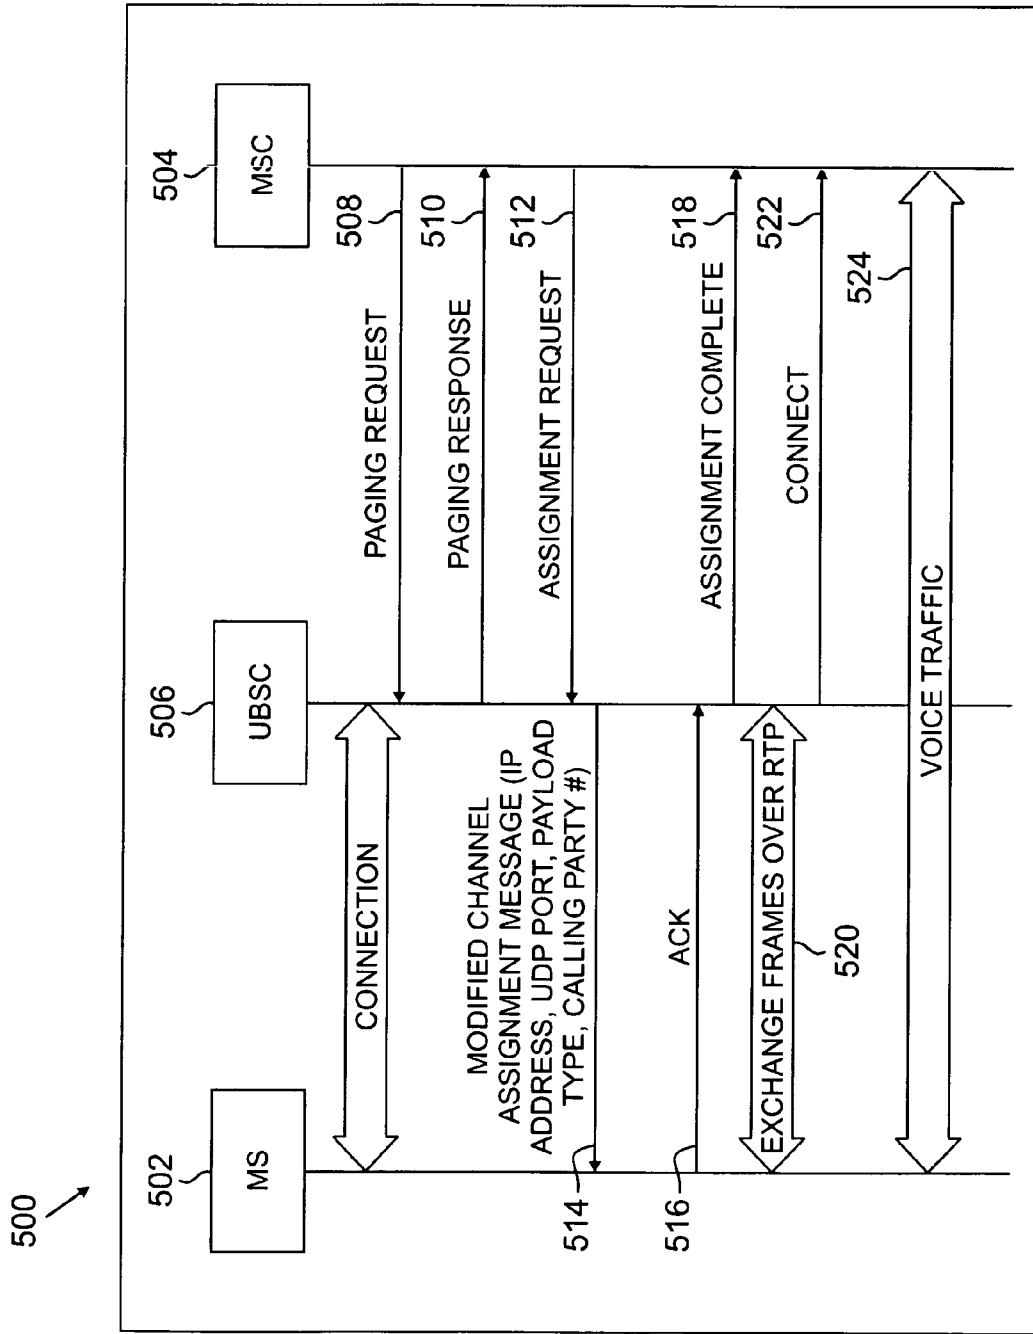 500
502
506
504
MS
UBSC
MSC
CONNECTION
PAGING REQUEST
508
PAGING RESPONSE
510
ASSIGNMENT REQUEST
512
MODIFIED CHANNEL
ASSIGNMENT MESSAGE (IP
ADDRESS, UDP PORT, PAYLOAD
TYPE, CALLING PARTY #)
514
ACK
516
ASSIGNMENT COMPLETE
518
EXCHANGE FRAMES OVER RTP
520
CONNECT
522
VOICE TRAFFIC
524